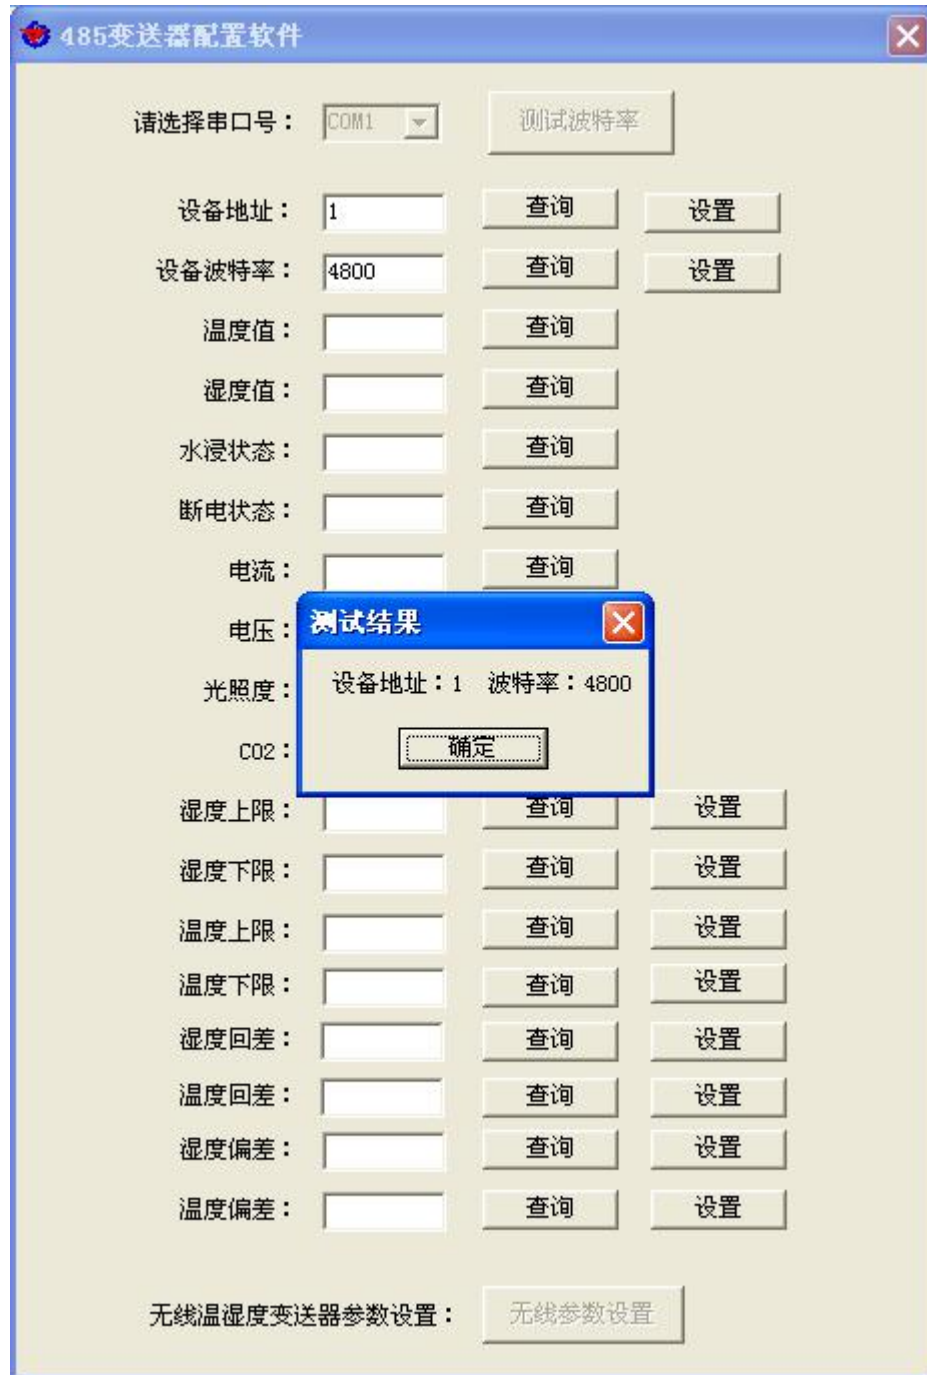 485变送器配置软件
请选择串口号： COM1 测试波特率
设备地址： 1 查询 设置
设备波特率： 4800 查询 设置
温度值： 查询
湿度值： 查询
水浸状态： 查询
断电状态： 查询
电流： 查询
电压：
光照度：
CO2：
测试结果
设备地址：1 波特率：4800
确定
湿度上限： 查询 设置
湿度下限： 查询 设置
温度上限： 查询 设置
温度下限： 查询 设置
湿度回差： 查询 设置
温度回差： 查询 设置
湿度偏差： 查询 设置
温度偏差： 查询 设置
无线温湿度变送器参数设置： 无线参数设置